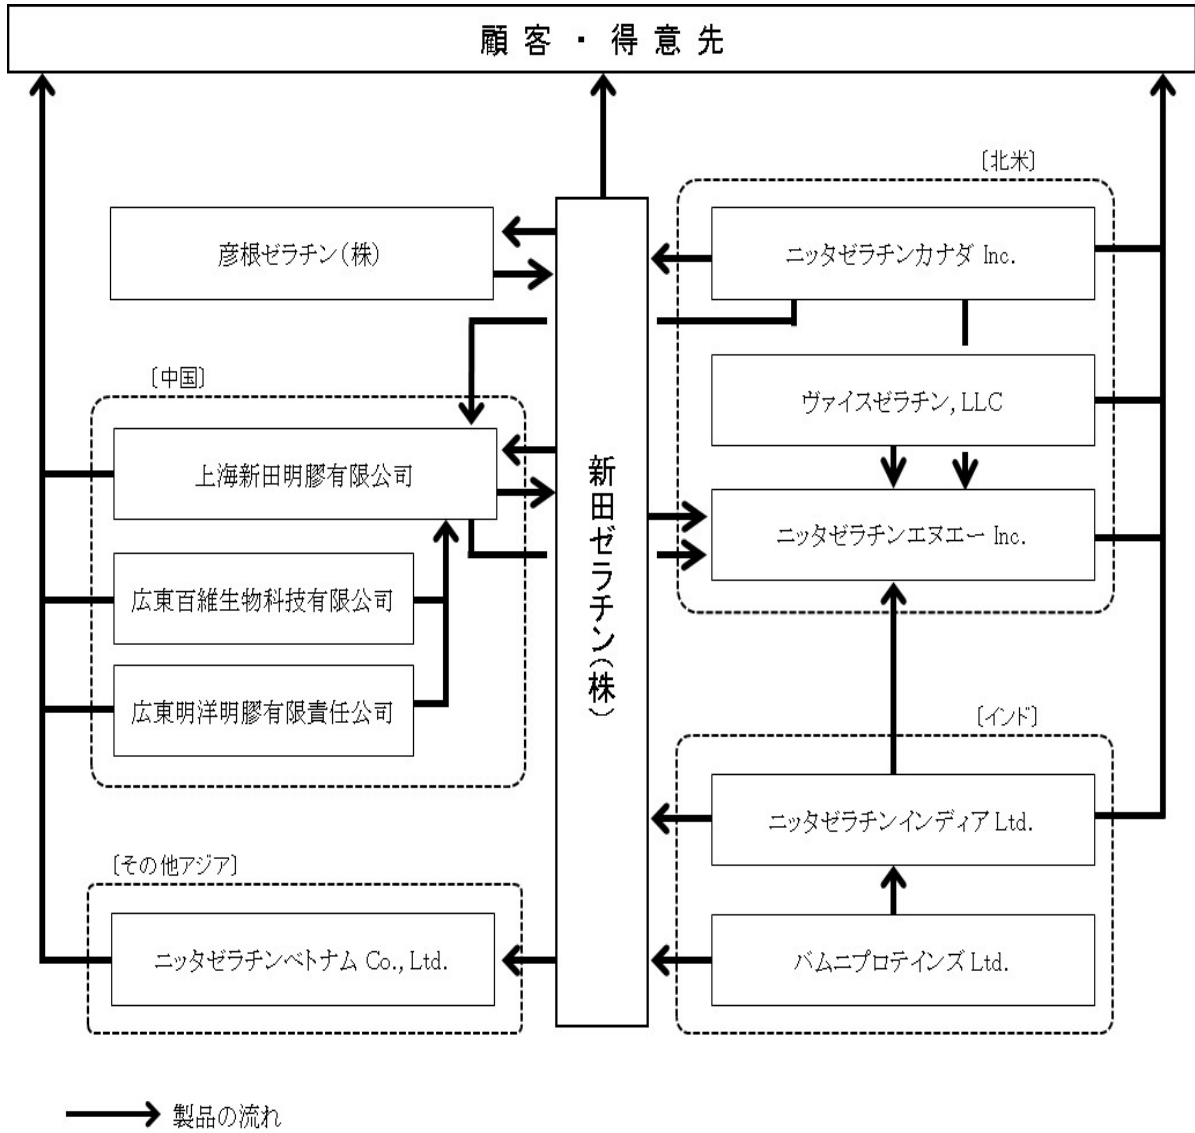 顧客・得意先
〔北米〕
彦根ゼラチン(株)
ニッタゼラチンカナダ Inc.
〔中国〕
ヴァイスゼラチン, LLC
上海新田明膠有限公司
新田ゼラチン(株)
ニッタゼラチンエヌエー Inc.
広東百維生物科技有限公司
広東明洋明膠有限責任公司
〔インド〕
ニッタゼラチンインディア Ltd.
〔その他アジア〕
ニッタゼラチンベトナム Co., Ltd.
バムニプロテインズ Ltd.
製品の流れ